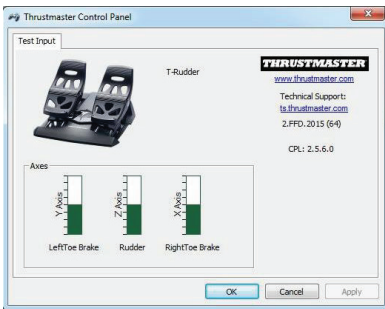 Thrustmaster Control Panel
Test Input
T-Rudder
THRUSTMASTER
www.thrustmaster.com
Technical Support:
ts.thrustmaster.com
2.FFD.2015 (64)
CPL: 2.5.6.0
Axes
Y Axis
Z Axis
X Axis
LeftToe Brake
Rudder
RightToe Brake
OK
Cancel
Apply